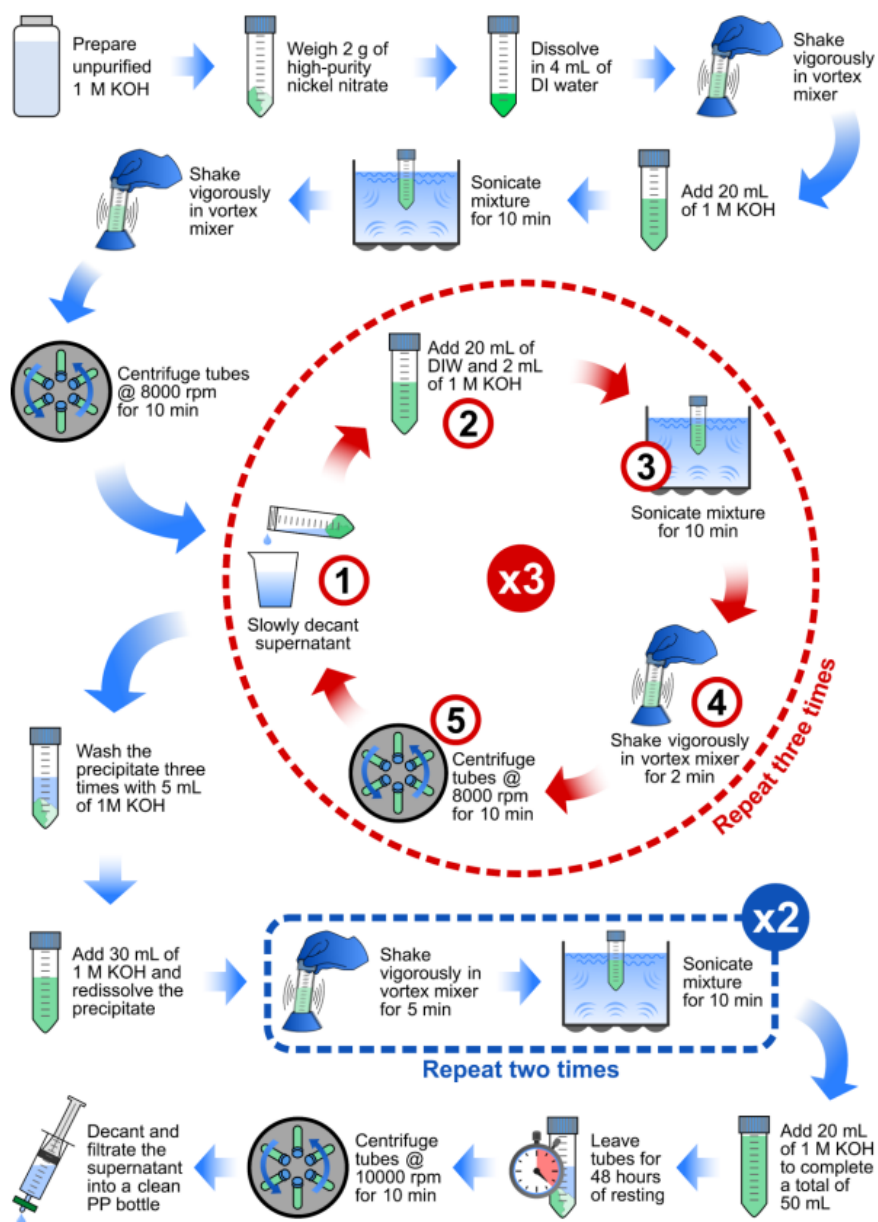 Prepare
unpurified
1 M KOH
Weigh 2 g of
high-purity
nickel nitrate
Dissolve
in 4 mL of
DI water
Shake
vigorously
in vortex
mixer
Add 20 mL
of 1 M KOH
Sonicate
mixture
for 10 min
Shake
vigorously
in vortex
mixer
Centrifuge tubes
@ 8000 rpm
for 10 min
1
Slowly decant
supernatant
Add 20 mL of
DIW and 2 mL
of 1 M KOH
2
3
Sonicate mixture
for 10 min
4
Shake vigorously
in vortex mixer
for 2 min
5
Centrifuge
tubes @
8000 rpm
for 10 min
x3
Repeat three times
Wash the
precipitate three
times with 5 mL
of 1M KOH
Add 30 mL of
1 M KOH and
redissolve the
precipitate
Shake
vigorously in
vortex mixer
for 5 min
Sonicate
mixture
for 10 min
x2
Repeat two times
Add 20 mL
of 1 M KOH
to complete
a total of
50 mL
Leave
tubes for
48 hours
of resting
Centrifuge
tubes @
10000 rpm
for 10 min
Decant and
filtrate the
supernatant
into a clean
PP bottle